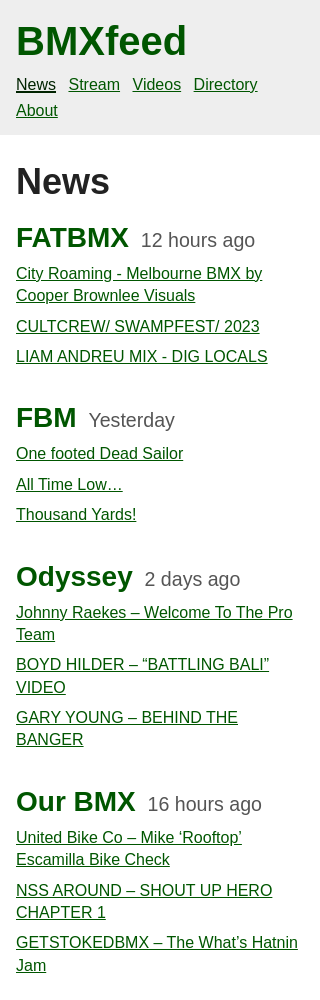 BMXfeed
News Stream Videos Directory
About
News
FATBMX 12 hours ago
City Roaming - Melbourne BMX by
Cooper Brownlee Visuals
CULTCREW/ SWAMPFEST/ 2023
LIAM ANDREU MIX - DIG LOCALS
FBM Yesterday
One footed Dead Sailor
All Time Low…
Thousand Yards!
Odyssey 2 days ago
Johnny Raekes – Welcome To The Pro
Team
BOYD HILDER – “BATTLING BALI”
VIDEO
GARY YOUNG – BEHIND THE
BANGER
Our BMX 16 hours ago
United Bike Co – Mike ‘Rooftop’
Escamilla Bike Check
NSS AROUND – SHOUT UP HERO
CHAPTER 1
GETSTOKEDBMX – The What’s Hatnin
Jam